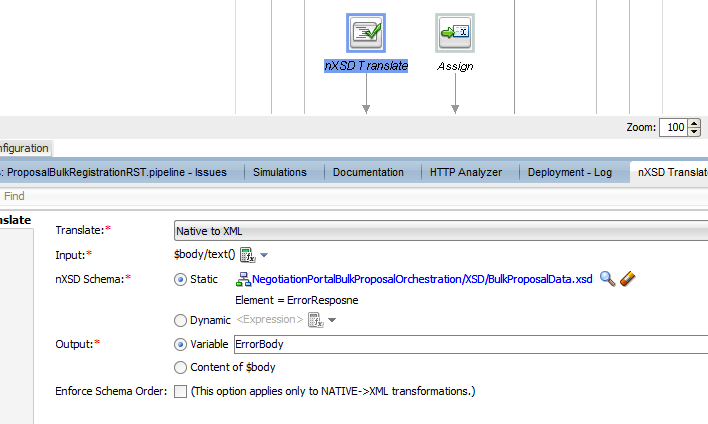 nXSD Translate Assign
Zoom: 100
nfiguration
s: ProposalBulkRegistrationRST.pipeline - Issues Simulations Documentation HTTP Analyzer Deployment - Log nXSD Translat
Find
nslate
Translate:* Native to XML
Input:* $body/text()
nXSD Schema:* Static NegotiationPortalBulkProposalOrchestration/XSD/BulkProposalData.xsd
Element = ErrorResposne
Dynamic <Expression>
Output:* Variable ErrorBody
Content of $body
Enforce Schema Order: (This option applies only to NATIVE->XML transformations.)